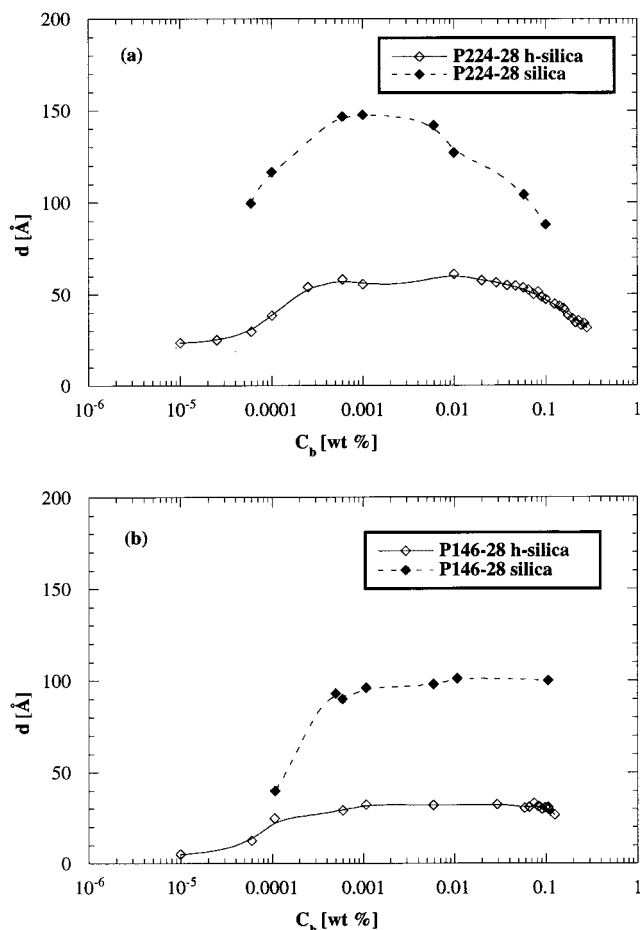 200
(a)
P224-28 h-silica
P224-28 silica
150
d [Å]
100
50
0
10⁻⁶ 10⁻⁵ 0.0001 0.001 0.01 0.1 1
C_b [wt %]
200
(b)
P146-28 h-silica
P146-28 silica
150
d [Å]
100
50
0
10⁻⁶ 10⁻⁵ 0.0001 0.001 0.01 0.1 1
C_b [wt %]